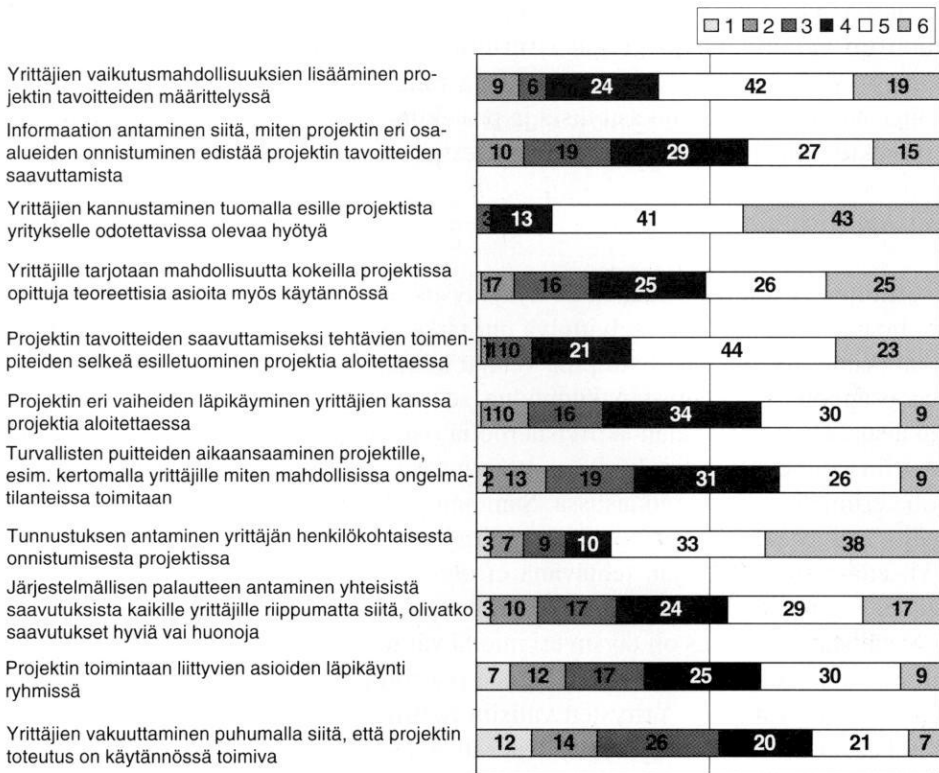 1 2 3 4 5 6
Yrittäjien vaikutusmahdollisuuksien lisääminen pro-
jektin tavoitteiden määrittelyssä
9 6 24 42 19
Informaation antaminen siitä, miten projektin eri osa-
alueiden onnistuminen edistää projektin tavoitteiden
saavuttamista
10 19 29 27 15
Yrittäjien kannustaminen tuomalla esille projektista
yritykselle odotettavissa olevaa hyötyä
3 13 41 43
Yrittäjille tarjotaan mahdollisuutta kokeilla projektissa
opittuja teoreettisia asioita myös käytännössä
1 7 16 25 26 25
Projektin tavoitteiden saavuttamiseksi tehtävien toimen-
piteiden selkeä esilletuominen projektia aloitettaessa
1 1 10 21 44 23
Projektin eri vaiheiden läpikäyminen yrittäjien kanssa
projektia aloitettaessa
1 10 16 34 30 9
Turvallisten puitteiden aikaansaaminen projektille,
esim. kertomalla yrittäjille miten mahdollisissa ongelma-
tilanteissa toimitaan
2 13 19 31 26 9
Tunnustuksen antaminen yrittäjän henkilökohtaisesta
onnistumisesta projektissa
3 7 9 10 33 38
Järjestelmällisen palautteen antaminen yhteisistä
saavutuksista kaikille yrittäjille riippumatta siitä, olivatko
saavutukset hyviä vai huonoja
3 10 17 24 29 17
Projektin toimintaan liittyvien asioiden läpikäynti
ryhmissä
7 12 17 25 30 9
Yrittäjien vakuuttaminen puhumalla siitä, että projektin
toteutus on käytännössä toimiva
12 14 26 20 21 7